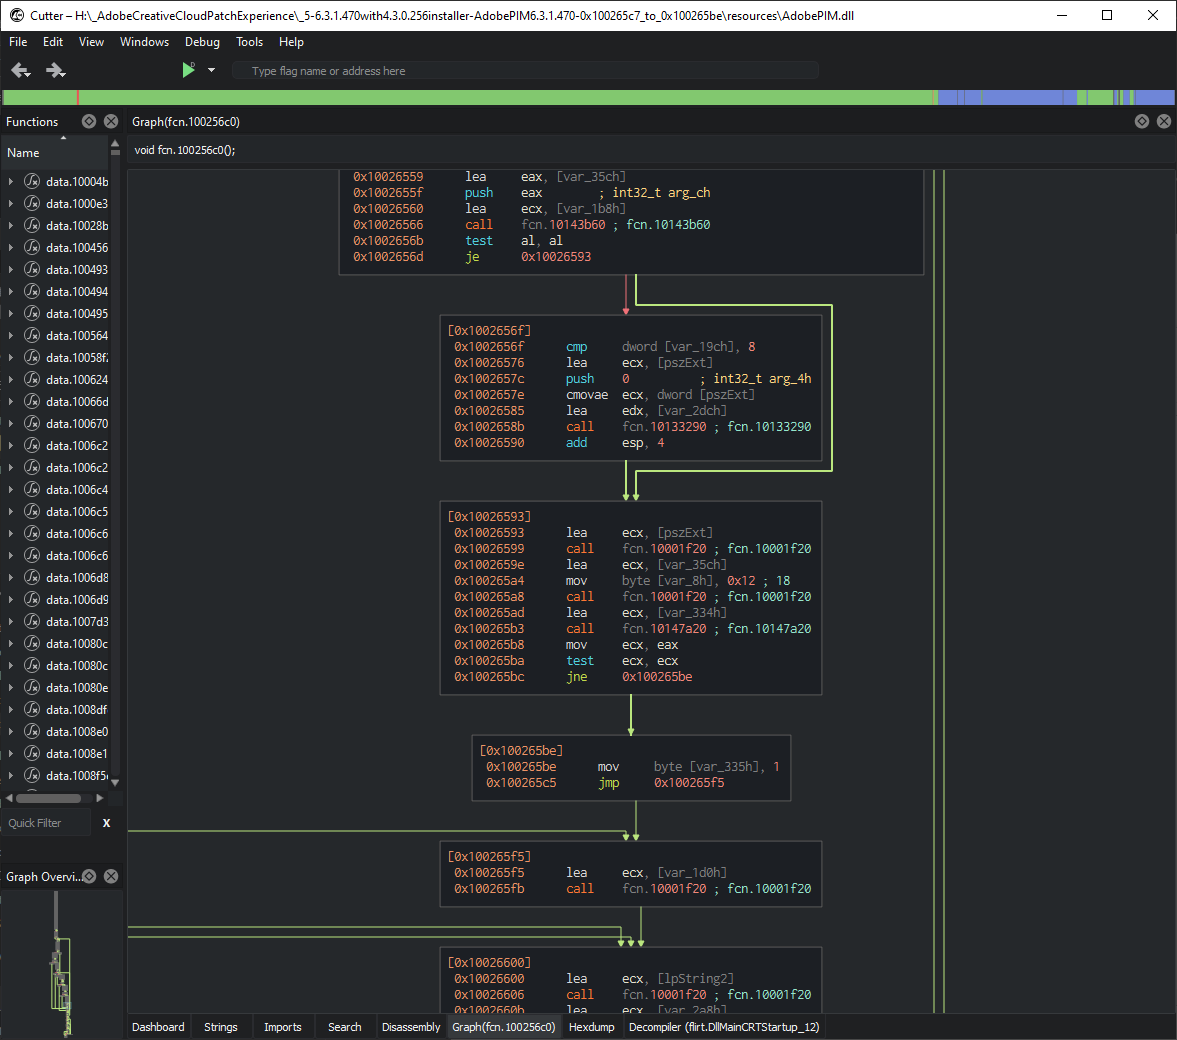 Cutter – H:\_AdobeCreativeCloudPatchExperience\_5-6.3.1.470with4.3.0.256installer-AdobePIM6.3.1.470-0x100265c7_to_0x100265be\resources\AdobePIM.dll
File Edit View Windows Debug Tools Help
Type flag name or address here
Functions
Graph(fcn.100256c0)
Name
void fcn.100256c0();
data.10004b
data.1000e3
data.10028b
data.100456
data.100493
data.100494
data.100495
data.100564
data.10058f
data.100624
data.10066d
data.100670
data.1006c2
data.1006c2
data.1006c4
data.1006c5
data.1006c6
data.1006c6
data.1006d8
data.1006d9
data.1007d3
data.10080c
data.10080c
data.10080e
data.1008df
data.1008e0
data.1008e1
data.1008f5
Quick Filter X
Graph Overvi...
0x10026559 lea eax, [var_35ch]
0x1002655f push eax ; int32_t arg_ch
0x10026560 lea ecx, [var_1b8h]
0x10026566 call fcn.10143b60 ; fcn.10143b60
0x1002656b test al, al
0x1002656d je 0x10026593
[0x1002656f]
0x1002656f cmp dword [var_19ch], 8
0x10026576 lea ecx, [pszExt]
0x1002657c push 0 ; int32_t arg_4h
0x1002657e cmovae ecx, dword [pszExt]
0x10026585 lea edx, [var_2dch]
0x1002658b call fcn.10133290 ; fcn.10133290
0x10026590 add esp, 4
[0x10026593]
0x10026593 lea ecx, [pszExt]
0x10026599 call fcn.10001f20 ; fcn.10001f20
0x1002659e lea ecx, [var_35ch]
0x100265a4 mov byte [var_8h], 0x12 ; 18
0x100265a8 call fcn.10001f20 ; fcn.10001f20
0x100265ad lea ecx, [var_334h]
0x100265b3 call fcn.10147a20 ; fcn.10147a20
0x100265b8 mov ecx, eax
0x100265ba test ecx, ecx
0x100265bc jne 0x100265be
[0x100265be]
0x100265be mov byte [var_335h], 1
0x100265c5 jmp 0x100265f5
[0x100265f5]
0x100265f5 lea ecx, [var_1d0h]
0x100265fb call fcn.10001f20 ; fcn.10001f20
[0x10026600]
0x10026600 lea ecx, [lpString2]
0x10026606 call fcn.10001f20 ; fcn.10001f20
0x1002660b lea ecx, [var_2a8h]
Dashboard Strings Imports Search Disassembly Graph(fcn.100256c0) Hexdump Decompiler (flirt.DllMainCRTStartup_12)